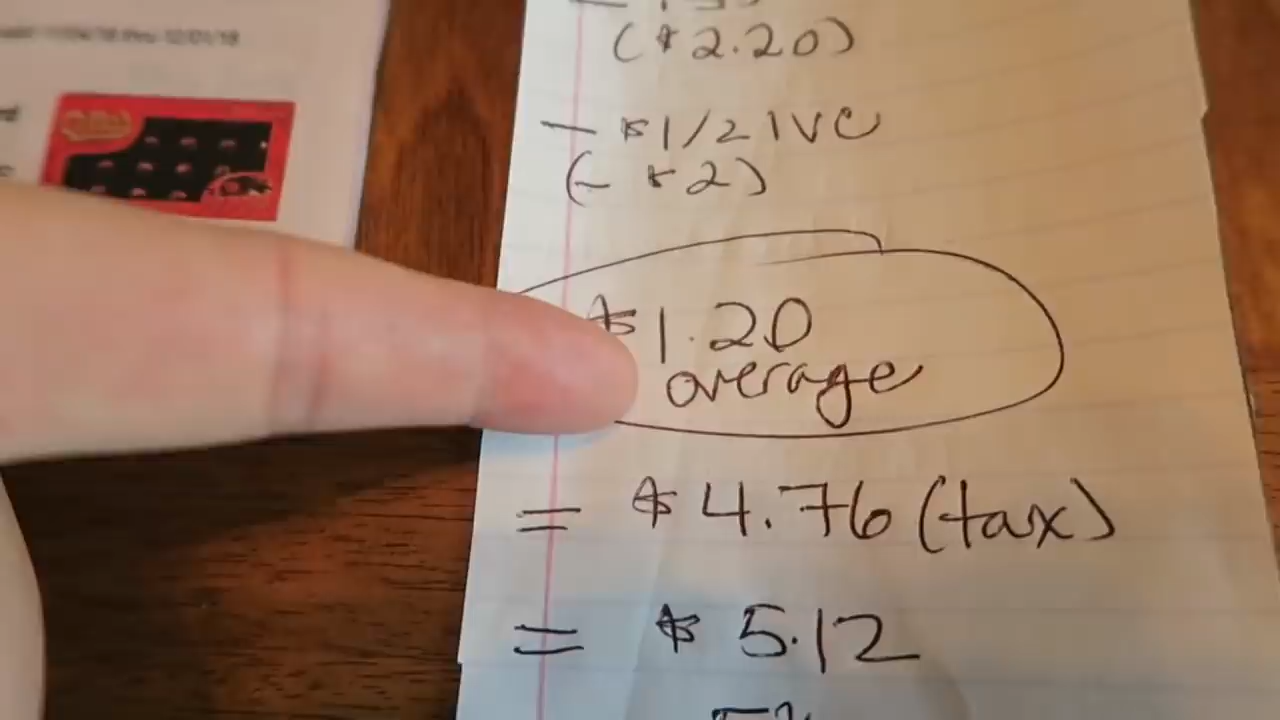 ($2.20)
- $1/2 IVC
(- $2)
$1.20
average
= $4.76 (tax)
= $5.12